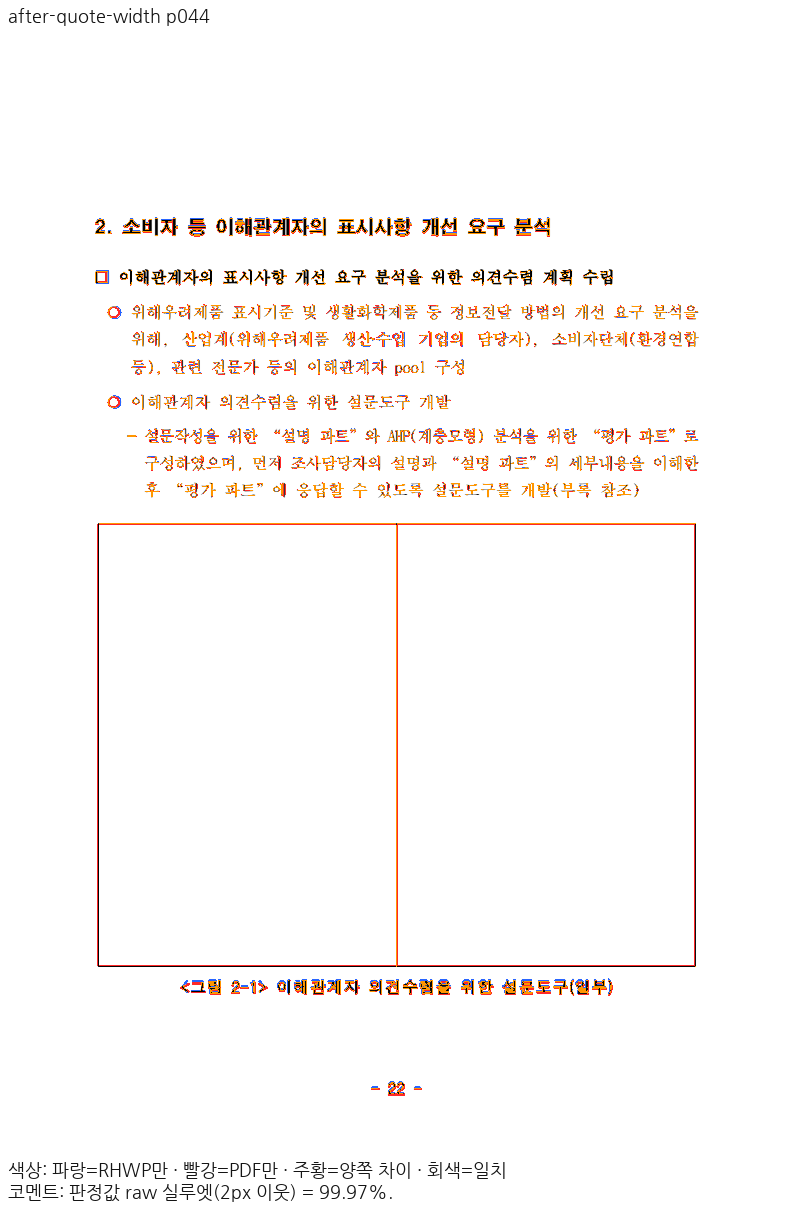 after-quote-width p044
2. 소비자 등 이해관계자의 표시사항 개선 요구 분석
□ 이해관계자의 표시사항 개선 요구 분석을 위한 의견수렴 계획 수립
○ 위해우려제품 표시기준 및 생활화학제품 등 정보전달 방법의 개선 요구 분석을
위해, 산업계(위해우려제품 생산·수입 기업의 담당자), 소비자단체(환경연합
등), 관련 전문가 등의 이해관계자 pool 구성
○ 이해관계자 의견수렴을 위한 설문도구 개발
- 설문작성을 위한 “설명 파트”와 AHP(계층모형) 분석을 위한 “평가 파트”로
구성하였으며, 먼저 조사담당자의 설명과 “설명 파트”의 세부내용을 이해한
후 “평가 파트”에 응답할 수 있도록 설문도구를 개발(부록 참조)
<그림 2-1> 이해관계자 의견수렴을 위한 설문도구(일부)
- 22 -
색상: 파랑=RHWP만 · 빨강=PDF만 · 주황=양쪽 차이 · 회색=일치
코멘트: 판정값 raw 실루엣(2px 이웃) = 99.97%.